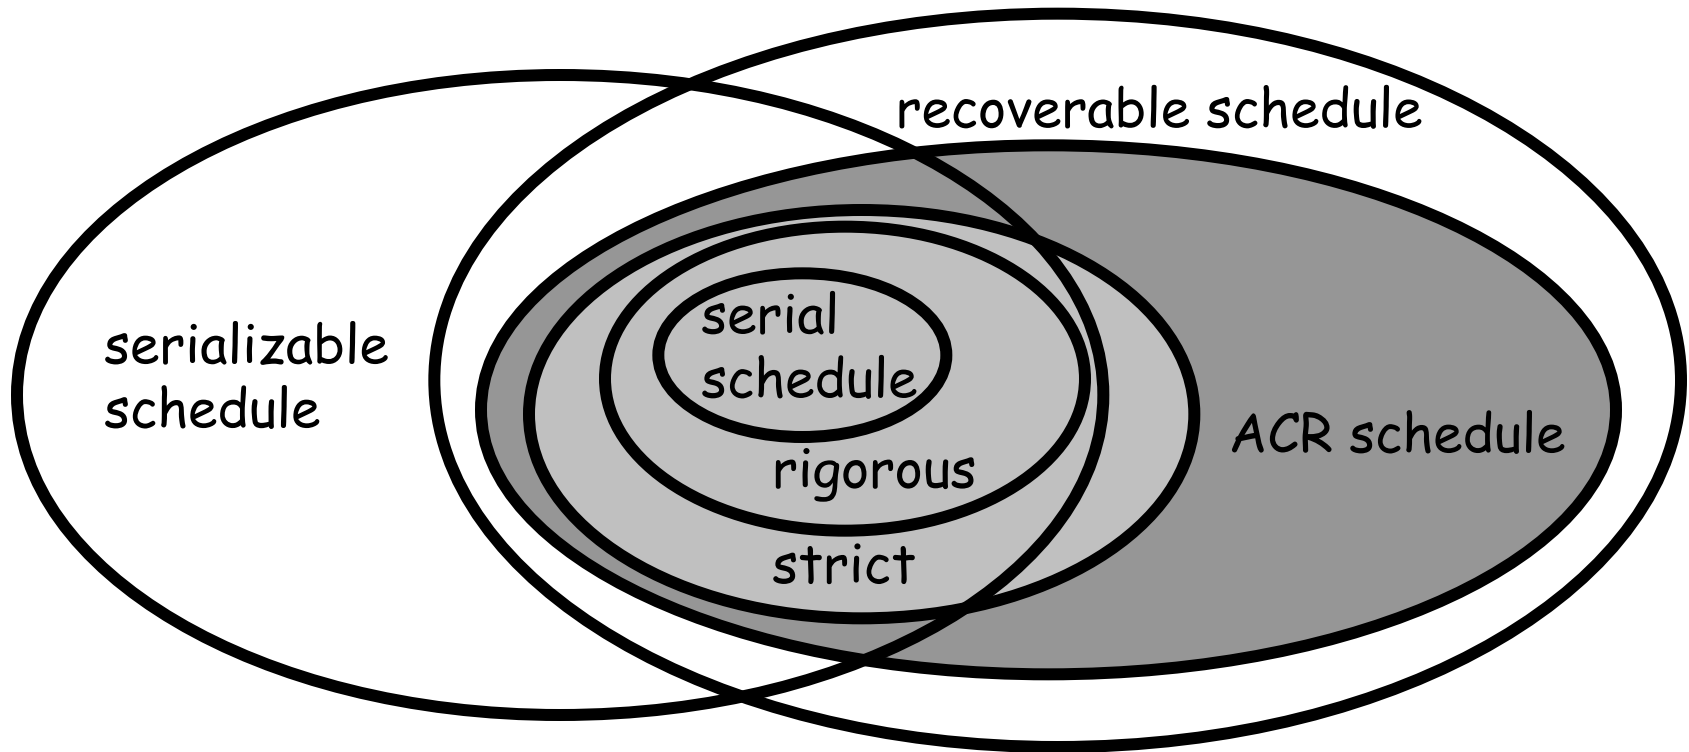 recoverable schedule
serial
schedule
serializable
schedule
ACR schedule
rigorous
strict